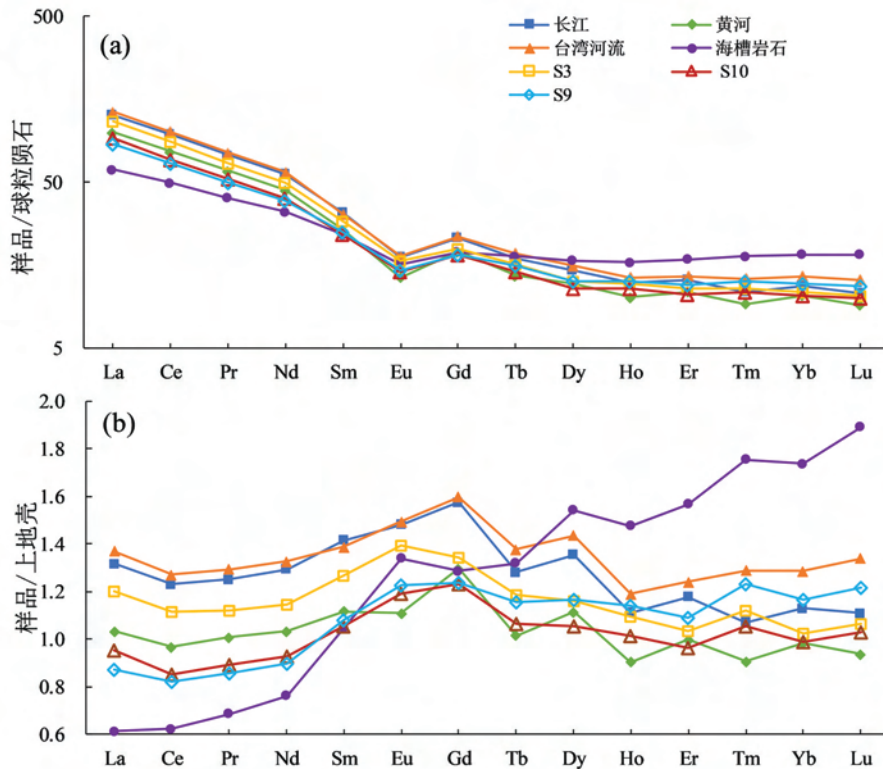 500
(a)
长江
黄河
台湾河流
海槽岩石
S3
S10
S9
样品/球粒陨石
50
5
La Ce Pr Nd Sm Eu Gd Tb Dy Ho Er Tm Yb Lu
2.0
(b)
1.8
1.6
1.4
样品/上地壳
1.2
1.0
0.8
0.6
La Ce Pr Nd Sm Eu Gd Tb Dy Ho Er Tm Yb Lu